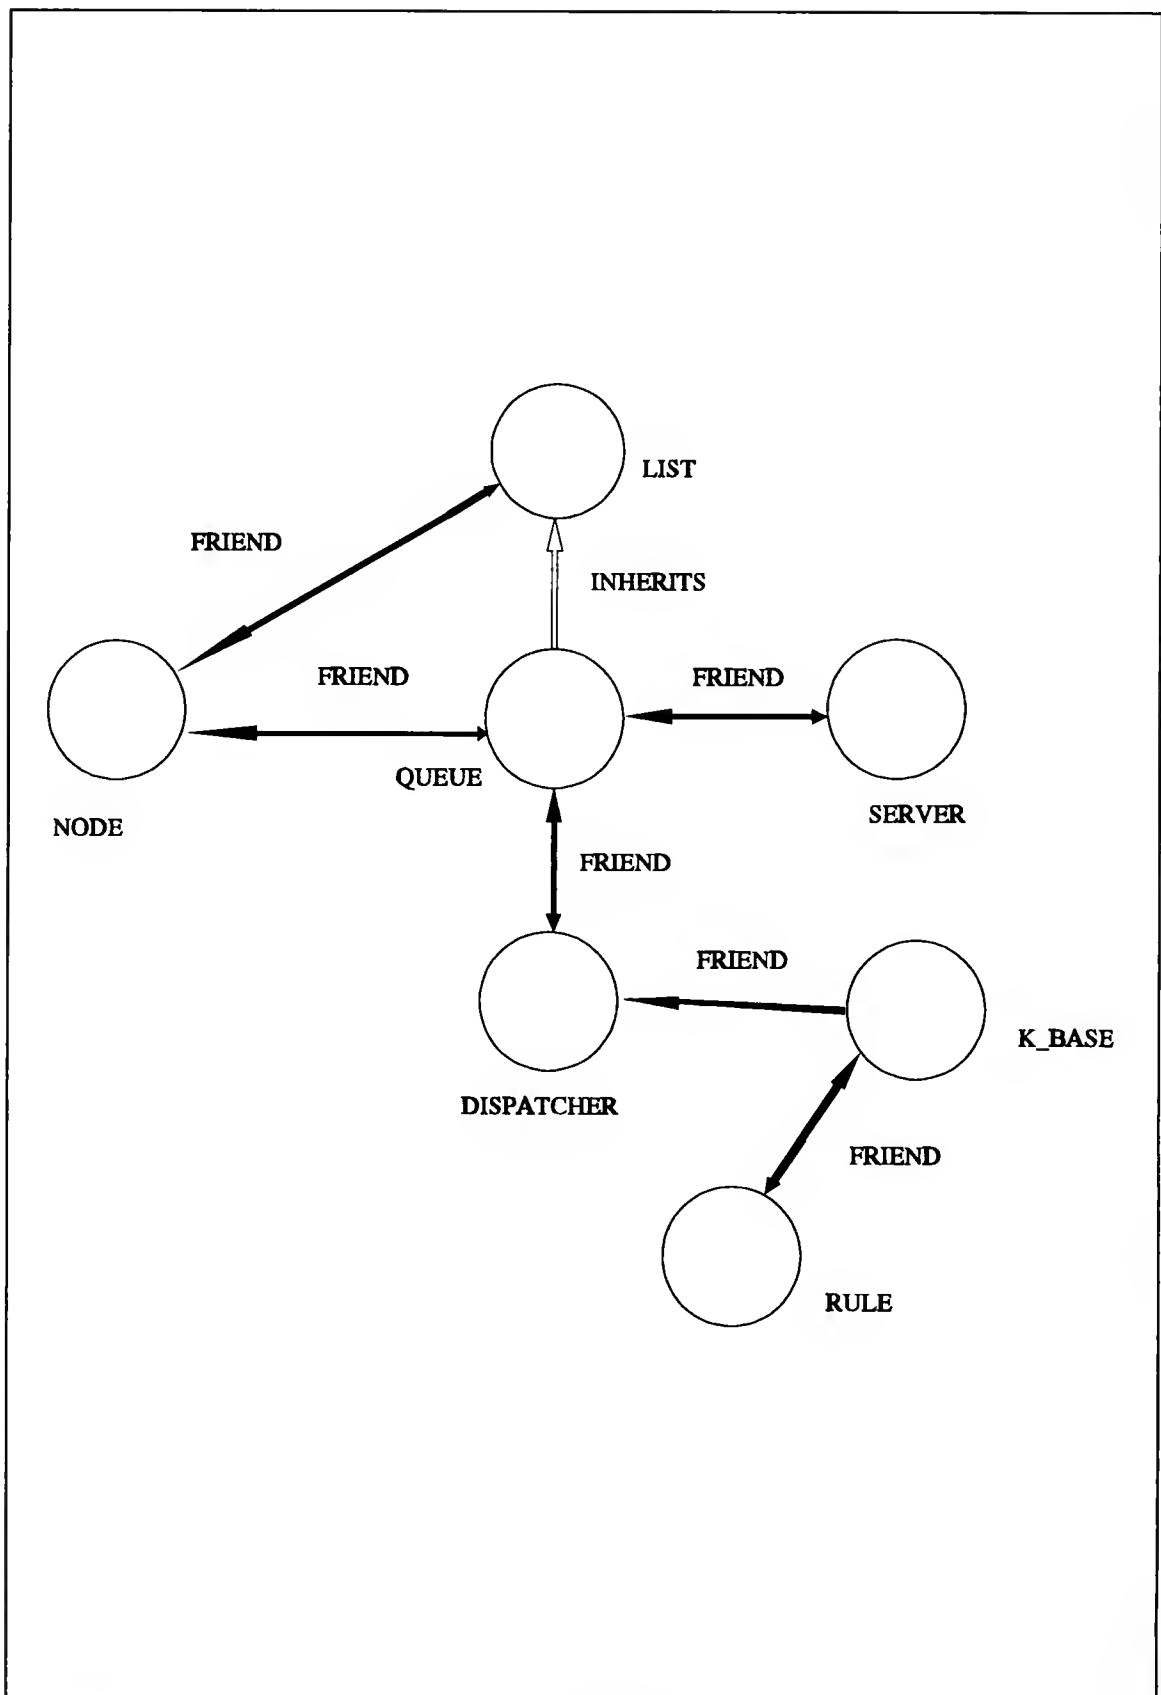 LIST
FRIEND
INHERITS
FRIEND
FRIEND
QUEUE
SERVER
NODE
FRIEND
FRIEND
K_BASE
DISPATCHER
FRIEND
RULE